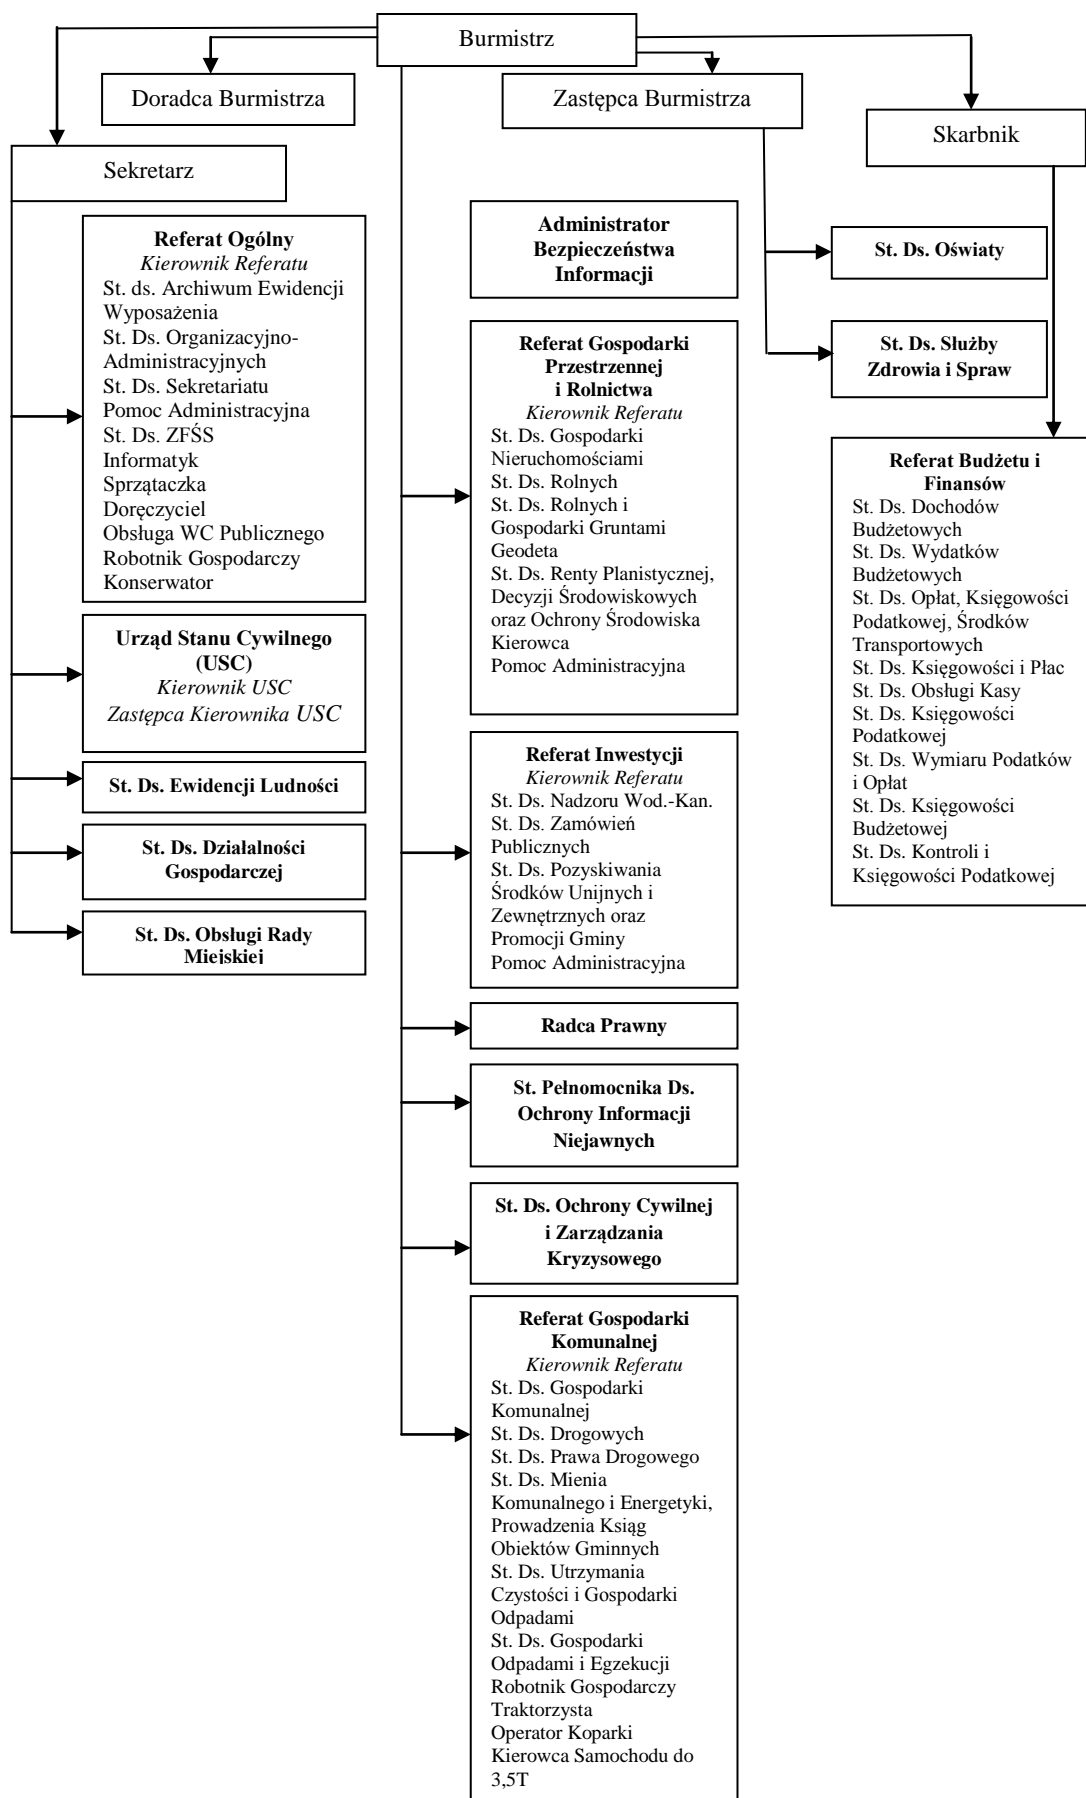 Burmistrz
Doradca Burmistrza
Zastępca Burmistrza
Skarbnik
Sekretarz
Referat Ogólny
Kierownik Referatu
St. ds. Archiwum Ewidencji
Wyposażenia
St. Ds. Organizacyjno-
Administracyjnych
St. Ds. Sekretariatu
Pomoc Administracyjna
St. Ds. ZFŚS
Informatyk
Sprzątaczka
Doręczyciel
Obsługa WC Publicznego
Robotnik Gospodarczy
Konserwator
Urząd Stanu Cywilnego
(USC)
Kierownik USC
Zastępca Kierownika USC
St. Ds. Ewidencji Ludności
St. Ds. Działalności
Gospodarczej
St. Ds. Obsługi Rady
Miejskiej
Administrator
Bezpieczeństwa
Informacji
Referat Gospodarki
Przestrzennej
i Rolnictwa
Kierownik Referatu
St. Ds. Gospodarki
Nieruchomościami
St. Ds. Rolnych
St. Ds. Rolnych i
Gospodarki Gruntami
Geodeta
St. Ds. Renty Planistycznej,
Decyzji Środowiskowych
oraz Ochrony Środowiska
Kierowca
Pomoc Administracyjna
Referat Inwestycji
Kierownik Referatu
St. Ds. Nadzoru Wod.-Kan.
St. Ds. Zamówień
Publicznych
St. Ds. Pozyskiwania
Środków Unijnych i
Zewnętrznych oraz
Promocji Gminy
Pomoc Administracyjna
Radca Prawny
St. Pełnomocnika Ds.
Ochrony Informacji
Niejawnych
St. Ds. Ochrony Cywilnej
i Zarządzania
Kryzysowego
Referat Gospodarki
Komunalnej
Kierownik Referatu
St. Ds. Gospodarki
Komunalnej
St. Ds. Drogowych
St. Ds. Prawa Drogowego
St. Ds. Mienia
Komunalnego i Energetyki,
Prowadzenia Ksiąg
Obiektów Gminnych
St. Ds. Utrzymania
Czystości i Gospodarki
Odpadami
St. Ds. Gospodarki
Odpadami i Egzekucji
Robotnik Gospodarczy
Traktorzysta
Operator Koparki
Kierowca Samochodu do
3,5T
St. Ds. Oświaty
St. Ds. Służby
Zdrowia i Spraw
Referat Budżetu i
Finansów
St. Ds. Dochodów
Budżetowych
St. Ds. Wydatków
Budżetowych
St. Ds. Opłat, Księgowości
Podatkowej, Środków
Transportowych
St. Ds. Księgowości i Płac
St. Ds. Obsługi Kasy
St. Ds. Księgowości
Podatkowej
St. Ds. Wymiaru Podatków
i Opłat
St. Ds. Księgowości
Budżetowej
St. Ds. Kontroli i
Księgowości Podatkowej